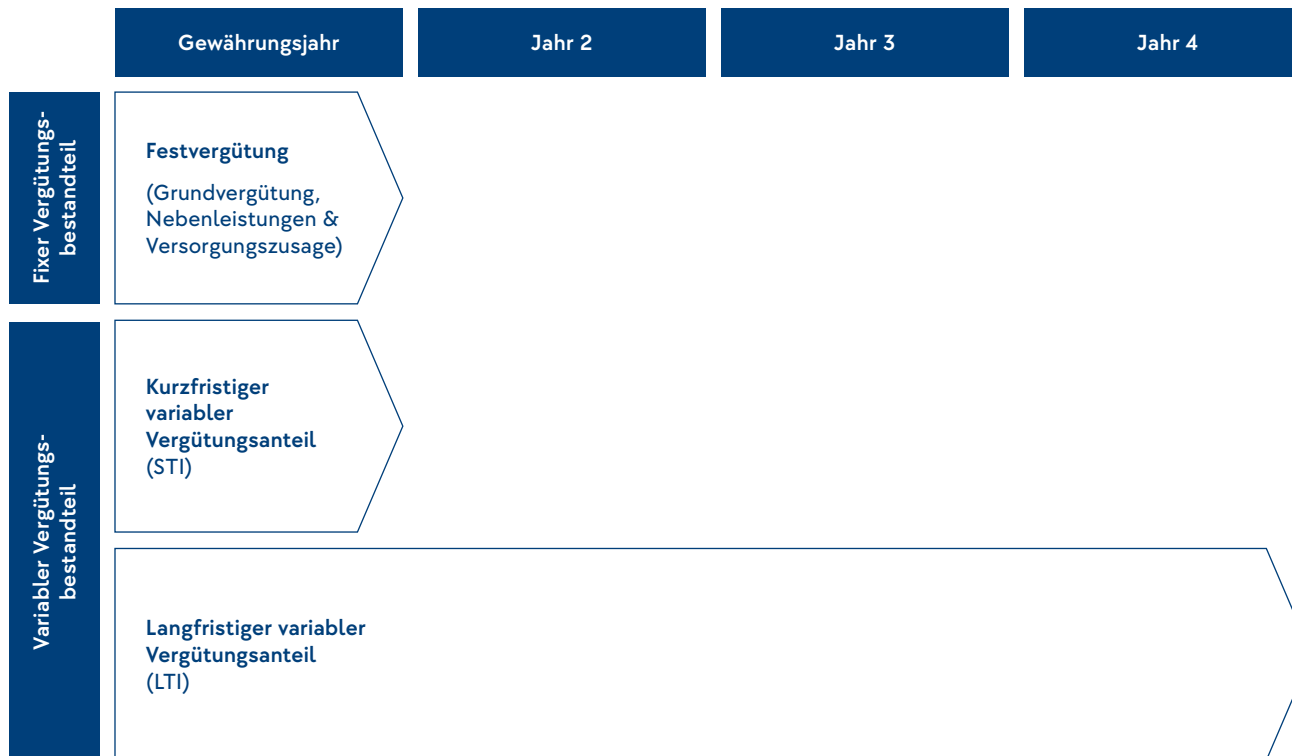 Gewährungsjahr
Jahr 2
Jahr 3
Jahr 4
Fixer Vergütungs-
bestandteil
Festvergütung
(Grundvergütung,
Nebenleistungen &
Versorgungszusage)
Variabler Vergütungs-
bestandteil
Kurzfristiger
variabler
Vergütungsanteil
(STI)
Langfristiger variabler
Vergütungsanteil
(LTI)